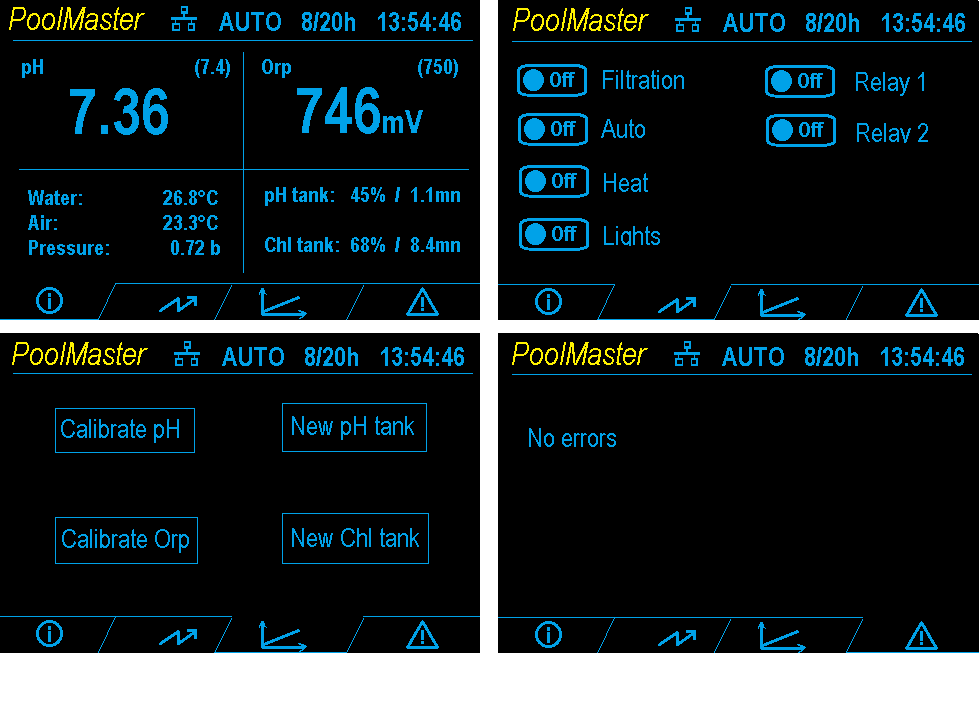 PoolMaster AUTO 8/20h 13:54:46
pH (7.4) Orp (750)
7.36 746mV
Water: 26.8°C
Air: 23.3°C
Pressure: 0.72 b
pH tank: 45% / 1.1mn
Chl tank: 68% / 8.4mn
PoolMaster AUTO 8/20h 13:54:46
Off Filtration Off Relay 1
Off Auto Off Relay 2
Off Heat
Off Lights
PoolMaster AUTO 8/20h 13:54:46
Calibrate pH New pH tank
Calibrate Orp New Chl tank
PoolMaster AUTO 8/20h 13:54:46
No errors